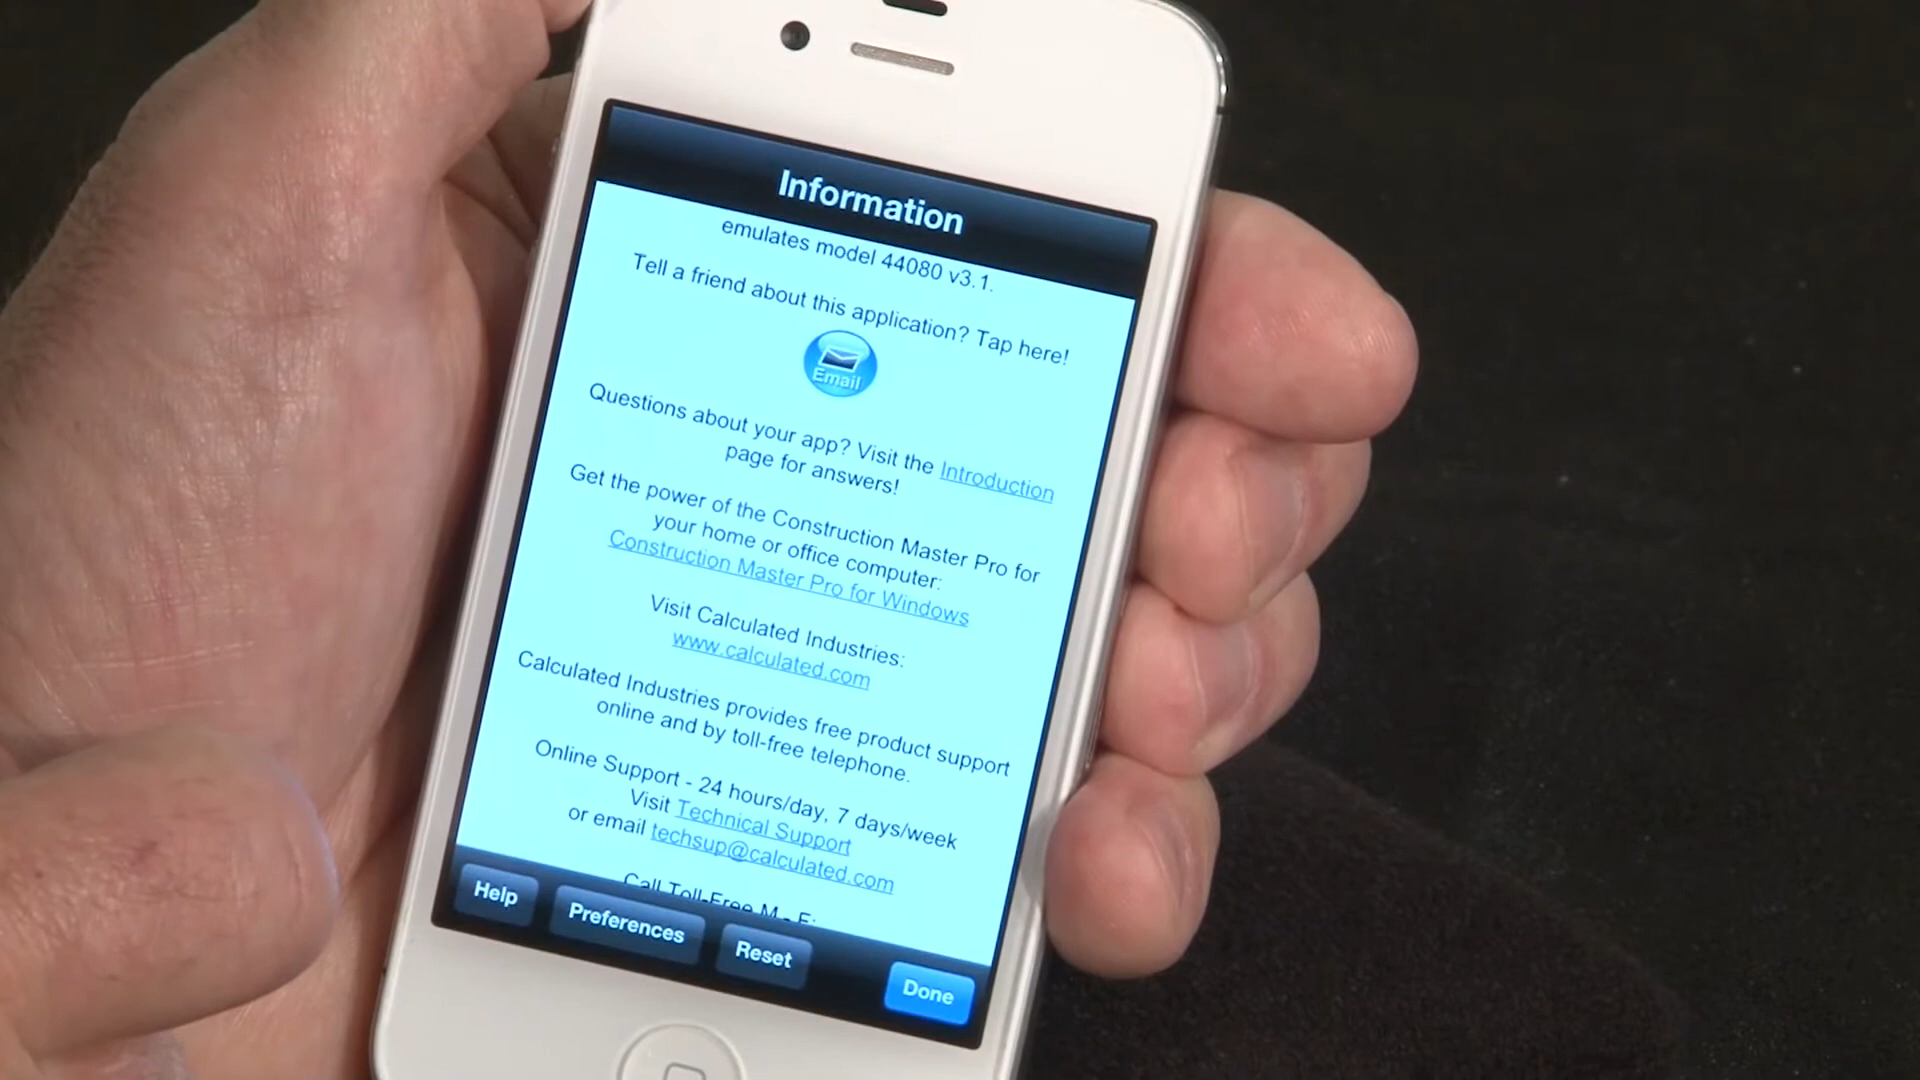 Information
emulates model 44080 v3.1.
Tell a friend about this application? Tap here!
Email
Questions about your app? Visit the Introduction
page for answers!
Get the power of the Construction Master Pro for
your home or office computer:
Construction Master Pro for Windows
Visit Calculated Industries:
www.calculated.com
Calculated Industries provides free product support
online and by toll-free telephone.
Online Support - 24 hours/day, 7 days/week
Visit Technical Support
or email techsup@calculated.com
Call Toll-Free M - F:
Help
Preferences
Reset
Done